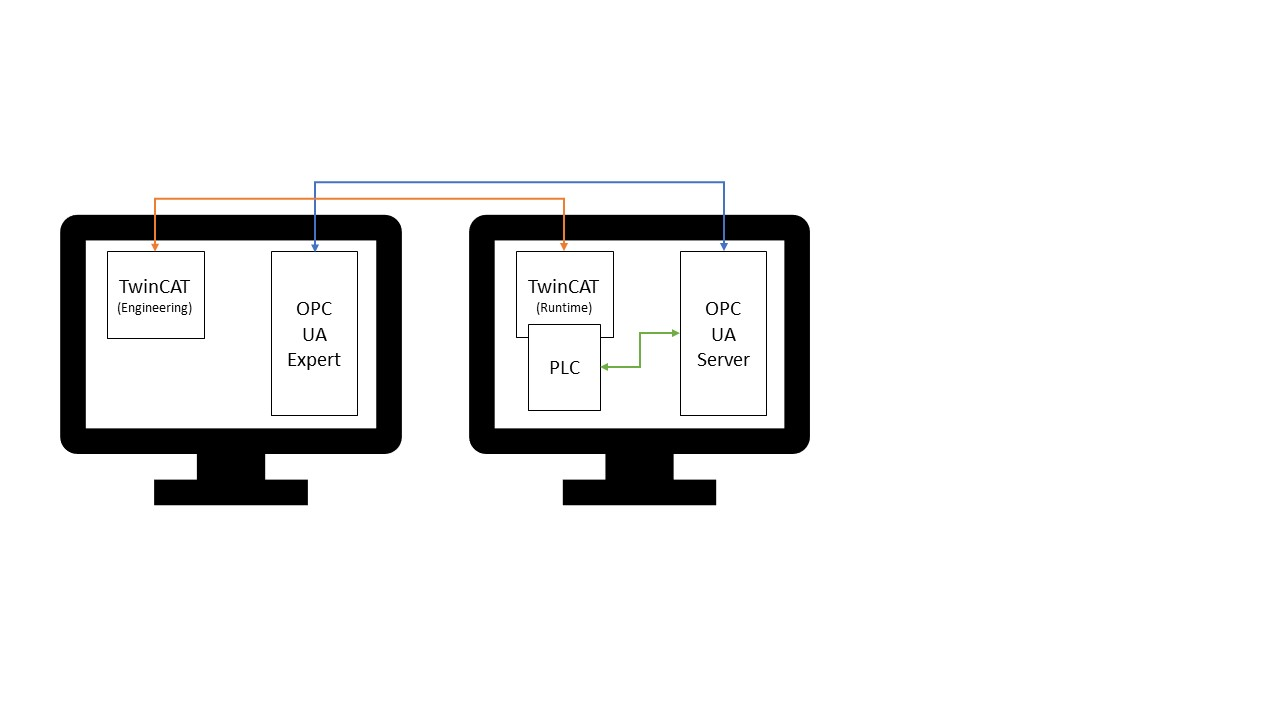 TwinCAT
(Engineering)
OPC
UA
Expert
TwinCAT
(Runtime)
PLC
OPC
UA
Server